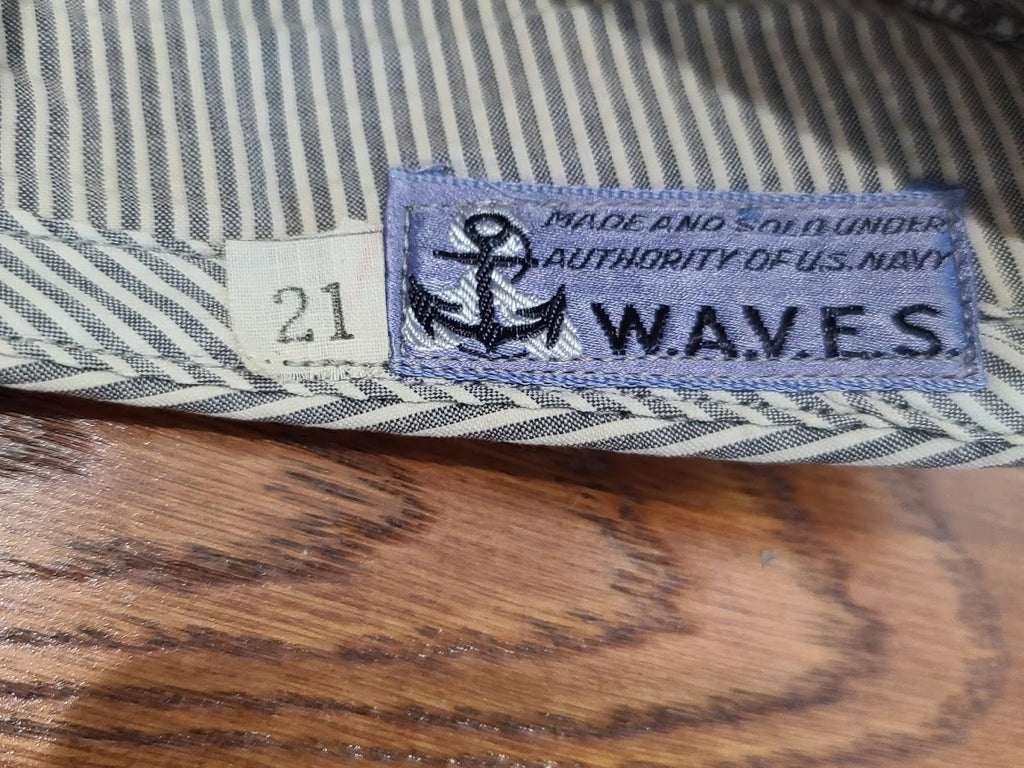 21
MADE AND SOLD UNDER
AUTHORITY OF U.S. NAVY
W.A.V.E.S.